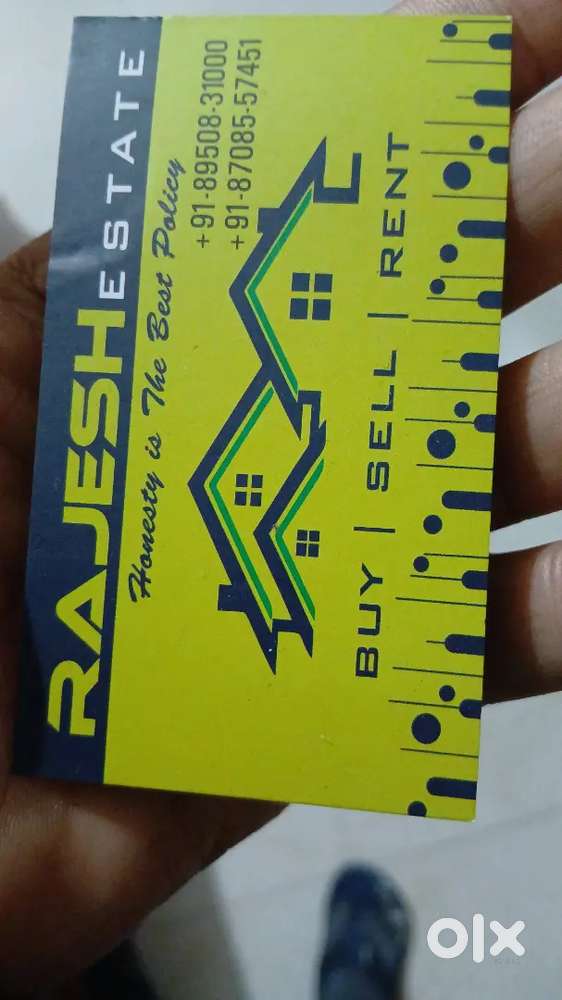 RAJESH ESTATE
Honesty is The Best Policy
+91-89508-31000
+91-87085-57451
BUY | SELL | RENT
olx